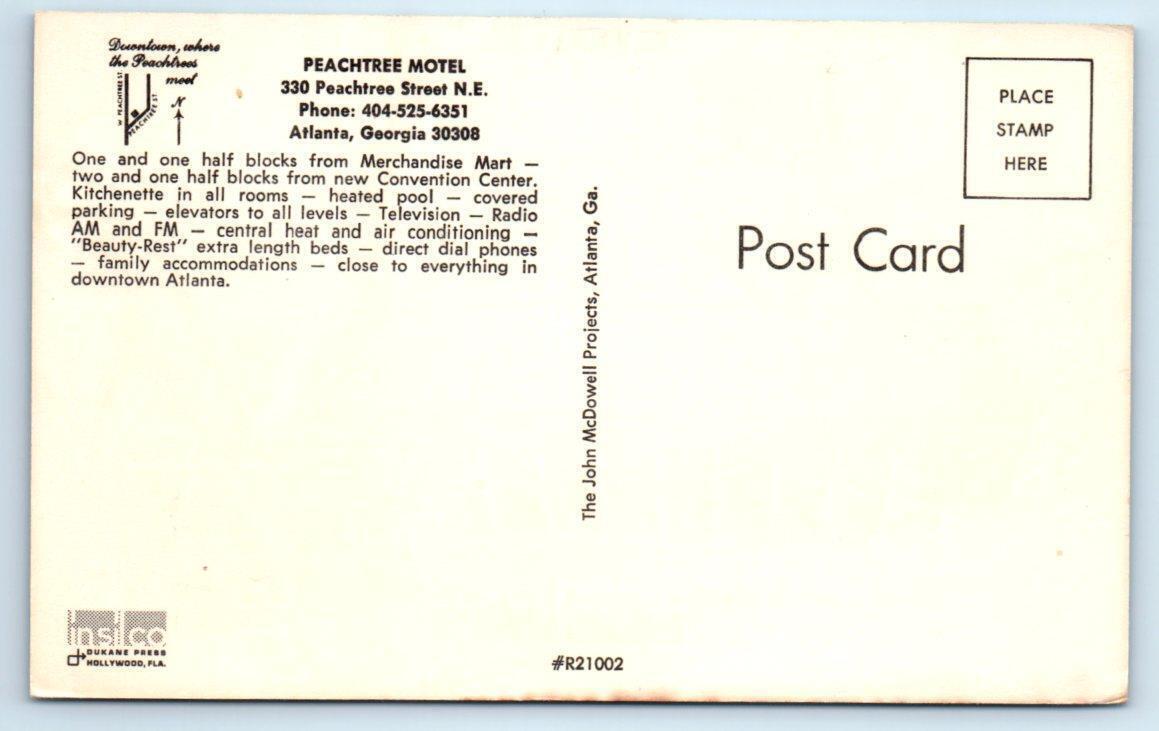 Downtown, where
the Peachtrees
meet
W. PEACHTREE ST.
PEACHTREE ST.
N
PEACHTREE MOTEL
330 Peachtree Street N.E.
Phone: 404-525-6351
Atlanta, Georgia 30308
One and one half blocks from Merchandise Mart —
two and one half blocks from new Convention Center.
Kitchenette in all rooms — heated pool — covered
parking — elevators to all levels — Television — Radio
AM and FM — central heat and air conditioning —
"Beauty-Rest" extra length beds — direct dial phones
— family accommodations — close to everything in
downtown Atlanta.
The John McDowell Projects, Atlanta, Ga.
PLACE
STAMP
HERE
Post Card
insico
DUKANE PRESS
HOLLYWOOD, FLA.
#R21002